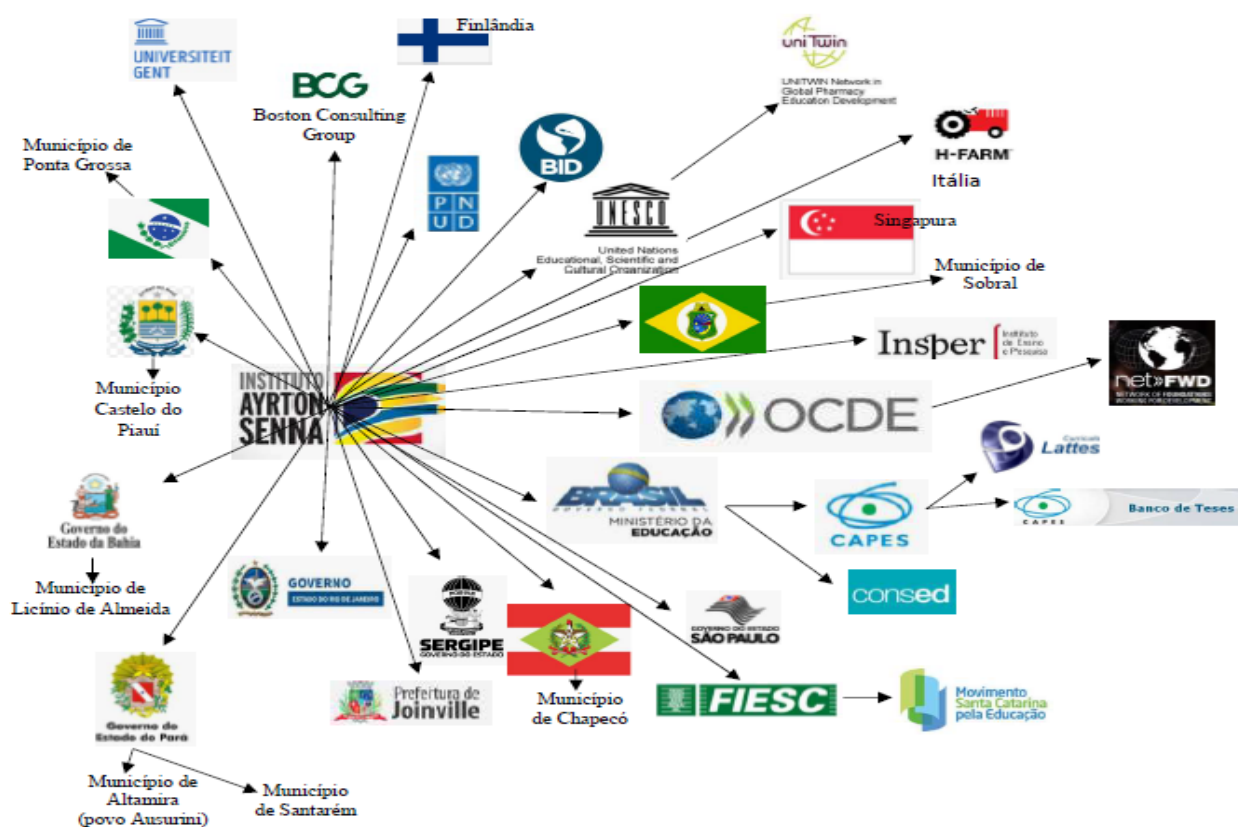 UNIVERSITEIT
GENT
BCG
Boston Consulting
Group
Finlândia
uniTwin
UNITWIN Network in
Global Pharmacy
Education Development
Município de
Ponta Grossa
P N
U D
BID
H-FARM
Itália
UNESCO
United Nations
Educational, Scientific and
Cultural Organization
Singapura
Município de
Sobral
Insper
Instituto
de Ensino
e Pesquisa
net»FWD
NETWORK OF FOUNDATIONS
WORKING FOR DEVELOPMENT
Município
Castelo do
Piauí
INSTITUTO
AYRTON
SENNA
OCDE
Currículo
Lattes
BRASIL
GOVERNO FEDERAL
MINISTÉRIO DA
EDUCAÇÃO
CAPES
CAPES
Banco de Teses
consed
Governo do
Estado da Bahia
Município de
Licínio de Almeida
GOVERNO
ESTADO DO RIO DE JANEIRO
SERGIPE
GOVERNO DO ESTADO
GOVERNO DO ESTADO
SÃO PAULO
Prefeitura de
Joinville
Município
de Chapecó
FIESC
Movimento
Santa Catarina
pela Educação
Governo do
Estado do Pará
Município de
Altamira
(povo Ausurini)
Município
de Santarém